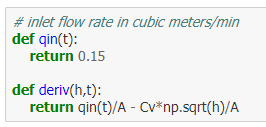 # inlet flow rate in cubic meters/min
def qin(t):
    return 0.15

def deriv(h,t):
    return qin(t)/A - Cv*np.sqrt(h)/A